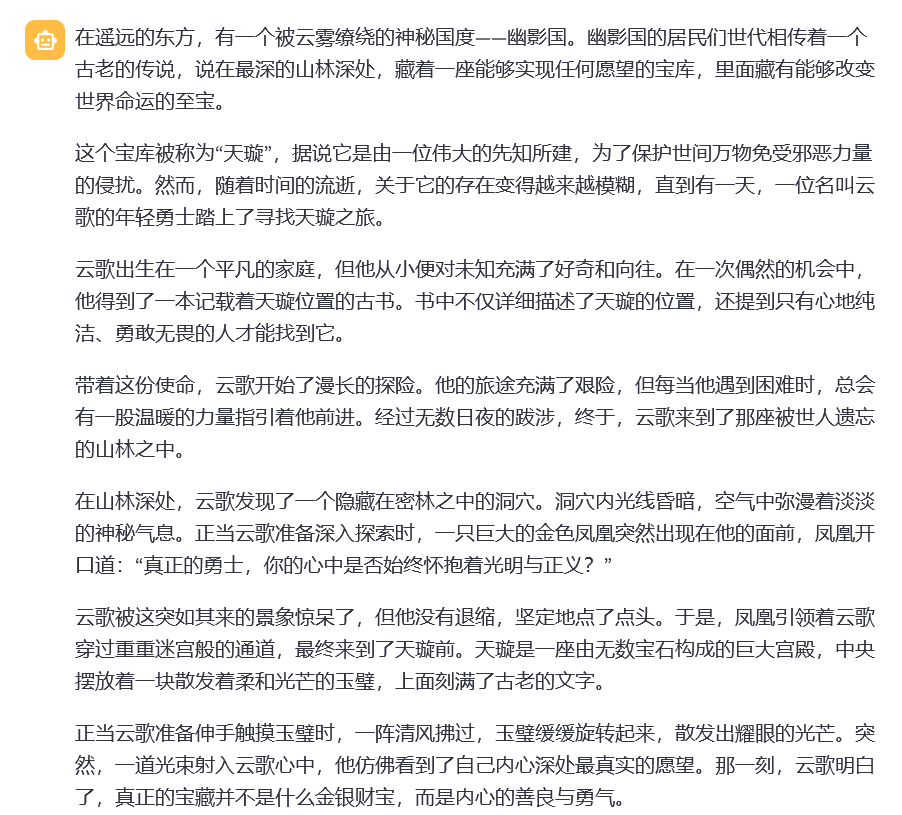 在遥远的东方，有一个被云雾缭绕的神秘国度——幽影国。幽影国的居民们世代相传着一个
古老的传说，说在最深的山林深处，藏着一座能够实现任何愿望的宝库，里面藏有能够改变
世界命运的至宝。
这个宝库被称为“天璇”，据说它是由一位伟大的先知所建，为了保护世间万物免受邪恶力量
的侵扰。然而，随着时间的流逝，关于它的存在变得越来越模糊，直到有一天，一位名叫云
歌的年轻勇士踏上了寻找天璇之旅。
云歌出生在一个平凡的家庭，但他从小便对未知充满了好奇和向往。在一次偶然的机会中，
他得到了一本记载着天璇位置的古书。书中不仅详细描述了天璇的位置，还提到只有心地纯
洁、勇敢无畏的人才能找到它。
带着这份使命，云歌开始了漫长的探险。他的旅途充满了艰险，但每当他遇到困难时，总会
有一股温暖的力量指引着他前进。经过无数日夜的跋涉，终于，云歌来到了那座被世人遗忘
的山林之中。
在山林深处，云歌发现了一个隐藏在密林之中的洞穴。洞穴内光线昏暗，空气中弥漫着淡淡
的神秘气息。正当云歌准备深入探索时，一只巨大的金色凤凰突然出现在他的面前，凤凰开
口道：“真正的勇士，你的心中是否始终怀抱着光明与正义？”
云歌被这突如其来的景象惊呆了，但他没有退缩，坚定地点了点头。于是，凤凰引领着云歌
穿过重重迷宫般的通道，最终来到了天璇前。天璇是一座由无数宝石构成的巨大宫殿，中央
摆放着一块散发着柔和光芒的玉璧，上面刻满了古老的文字。
正当云歌准备伸手触摸玉璧时，一阵清风拂过，玉璧缓缓旋转起来，散发出耀眼的光芒。突
然，一道光束射入云歌心中，他仿佛看到了自己内心深处最真实的愿望。那一刻，云歌明白
了，真正的宝藏并不是什么金银财宝，而是内心的善良与勇气。